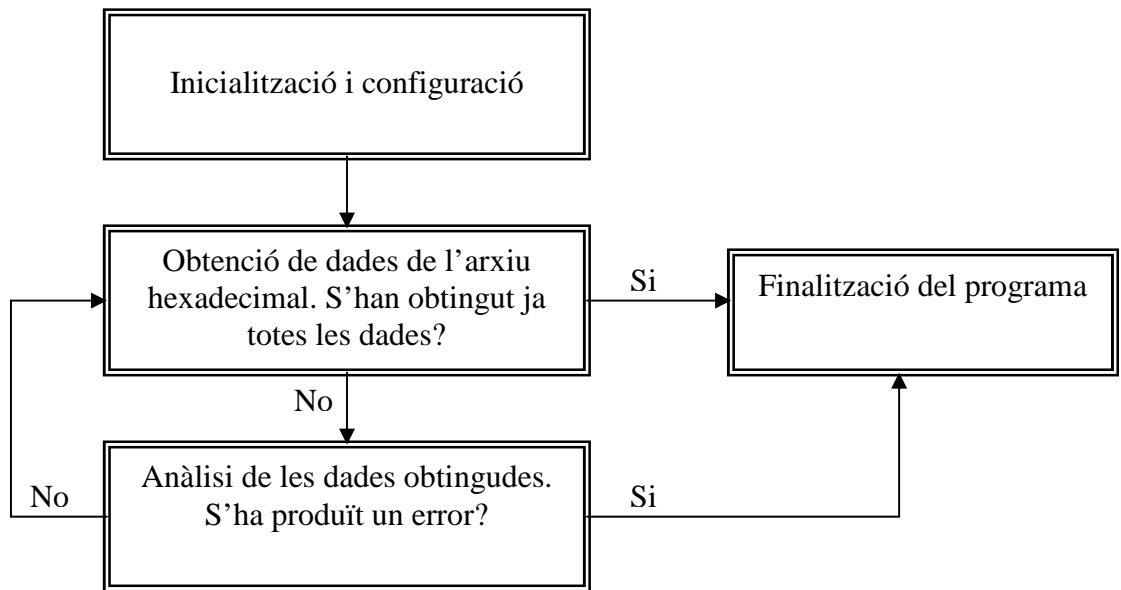 Inicialització i configuració
Obtenció de dades de l’arxiu
hexadecimal. S’han obtingut ja
totes les dades?
Si
Finalització del programa
No
Anàlisi de les dades obtingudes.
S’ha produït un error?
No
Si